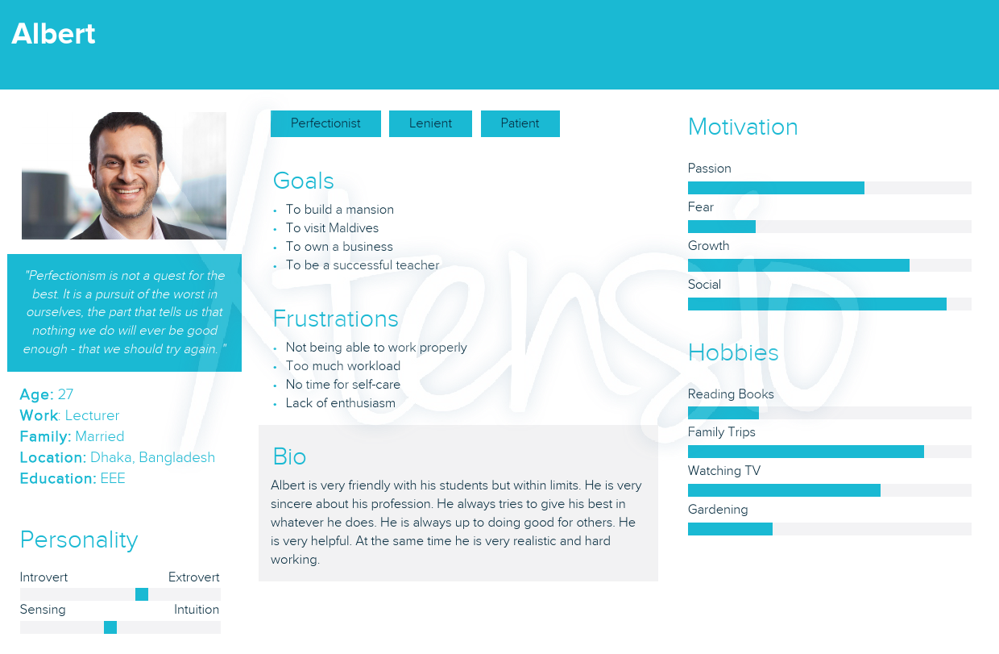 Albert
"Perfectionism is not a quest for the
best. It is a pursuit of the worst in
ourselves, the part that tells us that
nothing we do will ever be good
enough - that we should try again. "
Age: 27
Work: Lecturer
Family: Married
Location: Dhaka, Bangladesh
Education: EEE
Personality
Introvert Extrovert
Sensing Intuition
Perfectionist Lenient Patient
Goals
• To build a mansion
• To visit Maldives
• To own a business
• To be a successful teacher
Frustrations
• Not being able to work properly
• Too much workload
• No time for self-care
• Lack of enthusiasm
Bio
Albert is very friendly with his students but within limits. He is very
sincere about his profession. He always tries to give his best in
whatever he does. He is always up to doing good for others. He
is very helpful. At the same time he is very realistic and hard
working.
Motivation
Passion
Fear
Growth
Social
Hobbies
Reading Books
Family Trips
Watching TV
Gardening
Xtensio